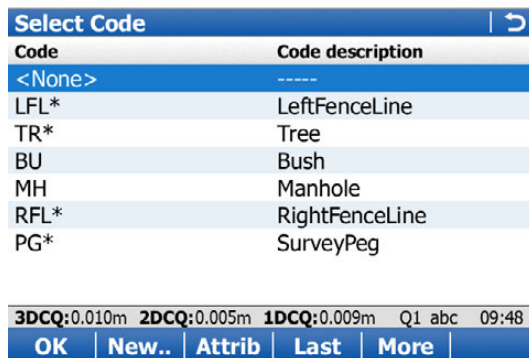 Select Code
Code Code description
<None> -----
LFL* LeftFenceLine
TR* Tree
BU Bush
MH Manhole
RFL* RightFenceLine
PG* SurveyPeg
3DCQ:0.010m 2DCQ:0.005m 1DCQ:0.009m Q1 abc 09:48
OK New.. Attrib Last More